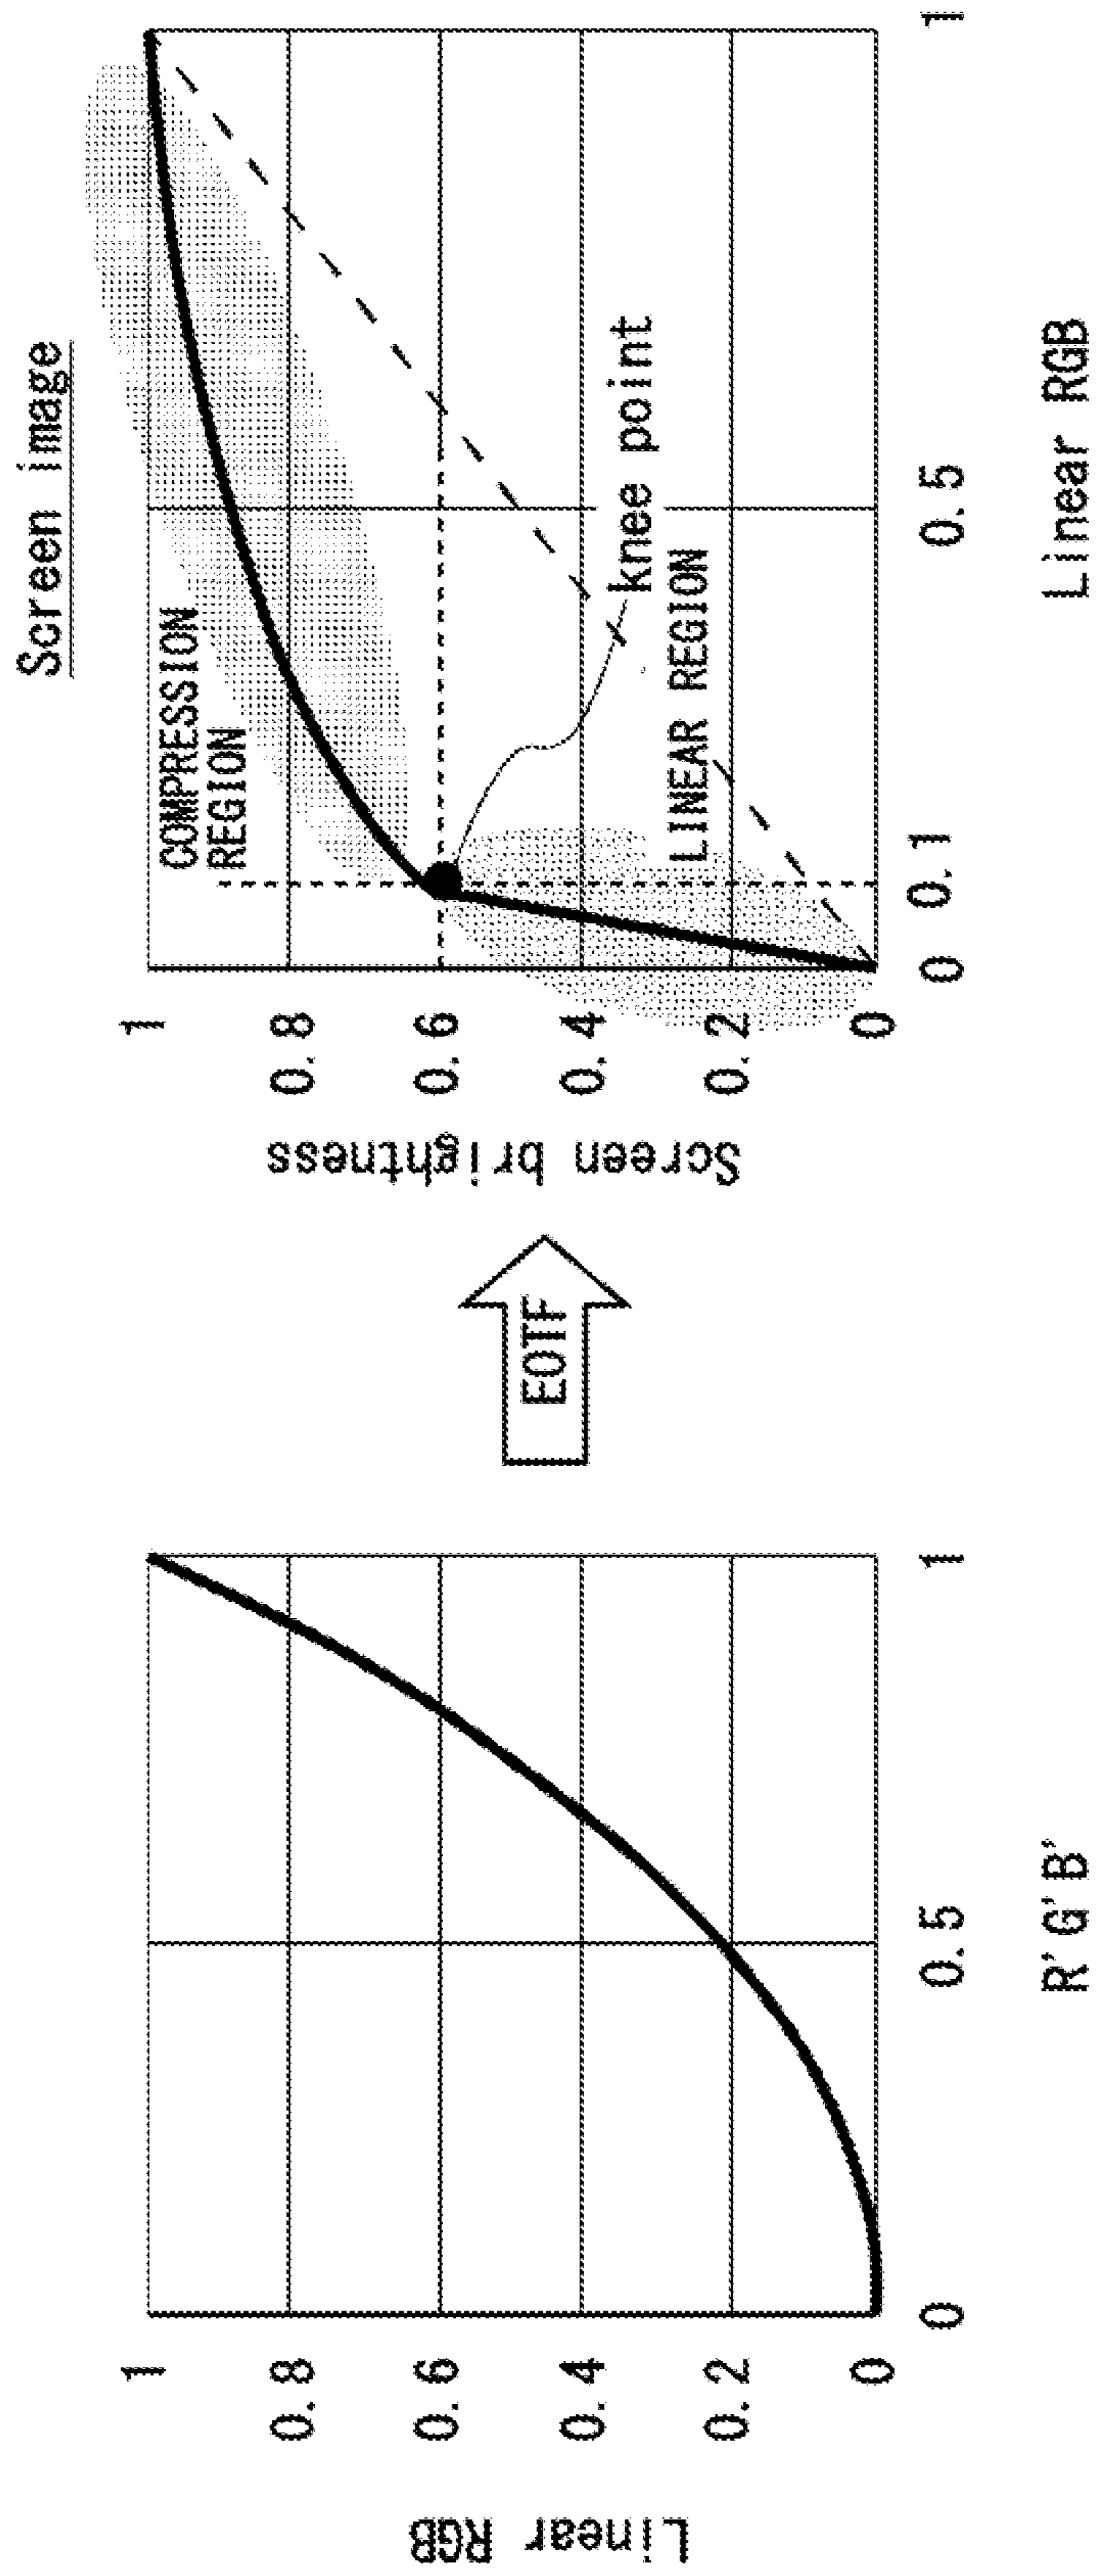 Linear RGB
1
0.8
0.6
0.4
0.2
0
0
0.5
1
R'G'B'
EOTF
Screen image
Screen brightness
1
0.8
0.6
0.4
0.2
0
COMPRESSION
REGION
knee point
LINEAR REGION
0
0.1
0.5
1
Linear RGB